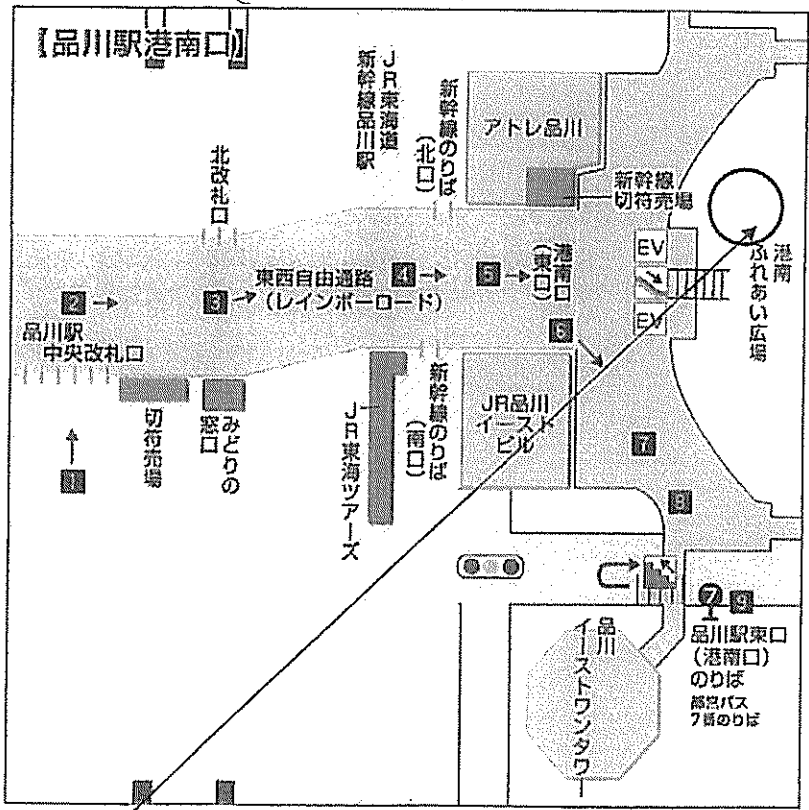 【品川駅港南口】
JR東海道
新幹線品川駅
新幹線のりば
(北口)
アトレ品川
新幹線
切符売場
北改札口
EV
EV
港南
ふれあい広場
東西自由通路
(レインボーロード)
港南口
(東口)
1
2
3
4
5
6
7
8
9
品川駅
中央改札口
切符売場
みどりの
窓口
JR東海ツアーズ
新幹線のりば
(南口)
JR品川
イースト
ビル
品川
イーストワンタワ
7
品川駅東口
(港南口)
のりば
都営バス
7番のりば